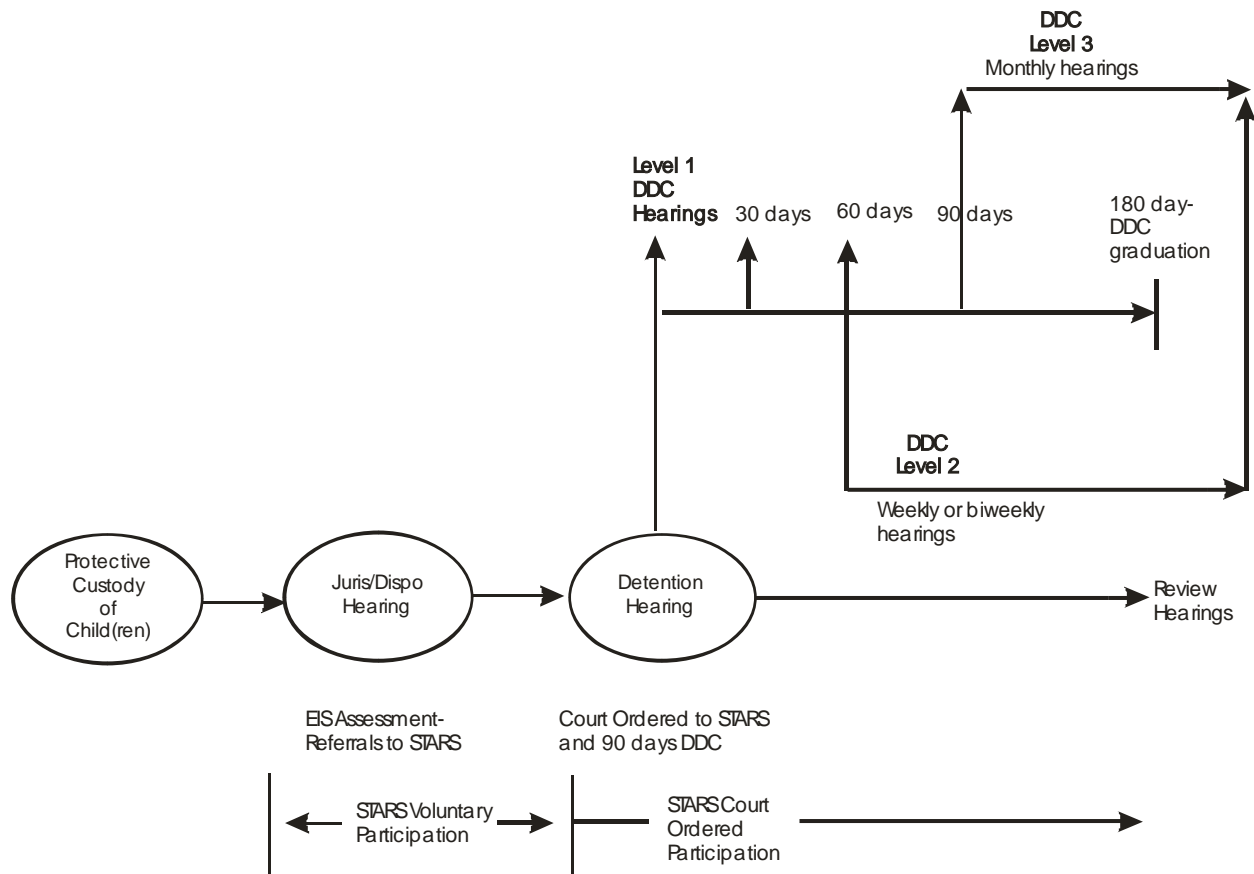 DDC
Level 3
Monthly hearings
Level 1
DDC
Hearings
30 days
60 days
90 days
180 day-
DDC
graduation
DDC
Level 2
Weekly or biweekly
hearings
Protective
Custody
of
Child(ren)
Juris/Dispo
Hearing
Detention
Hearing
Review
Hearings
EIS Assessment-
Referrals to STARS
Court Ordered to STARS
and 90 days DDC
STARS Voluntary
Participation
STARS Court
Ordered
Participation